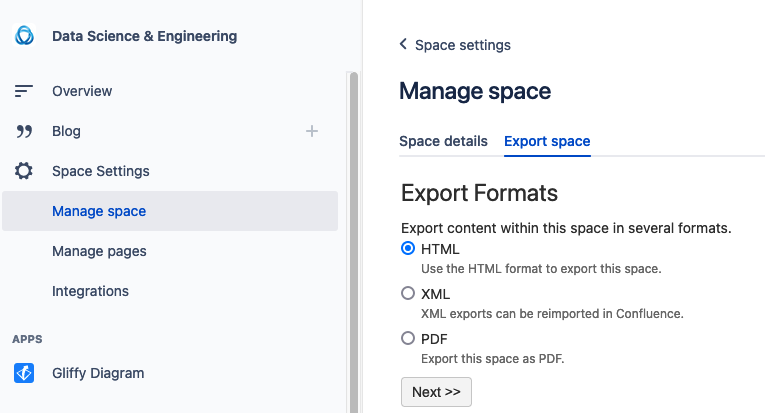 Data Science & Engineering
Overview
Blog
Space Settings
Manage space
Manage pages
Integrations
APPS
Gliffy Diagram
Space settings
Manage space
Space details Export space
Export Formats
Export content within this space in several formats.
HTML
Use the HTML format to export this space.
XML
XML exports can be reimported in Confluence.
PDF
Export this space as PDF.
Next >>